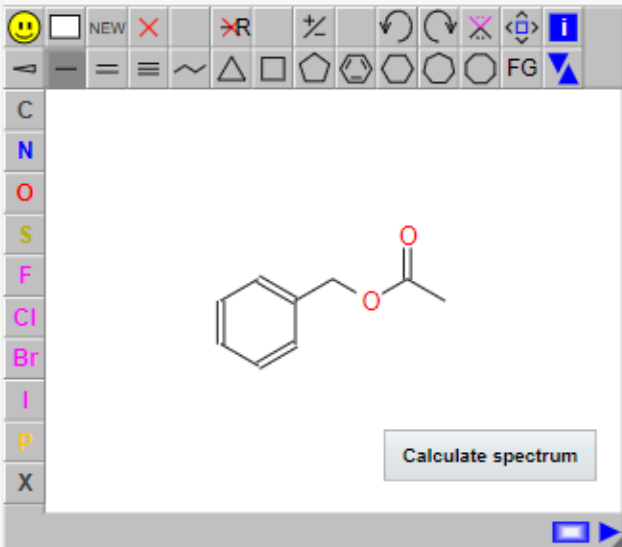 NEW R +/- i
FG
C
N
O
S
F
Cl
Br
I
P
X
O
O
Calculate spectrum